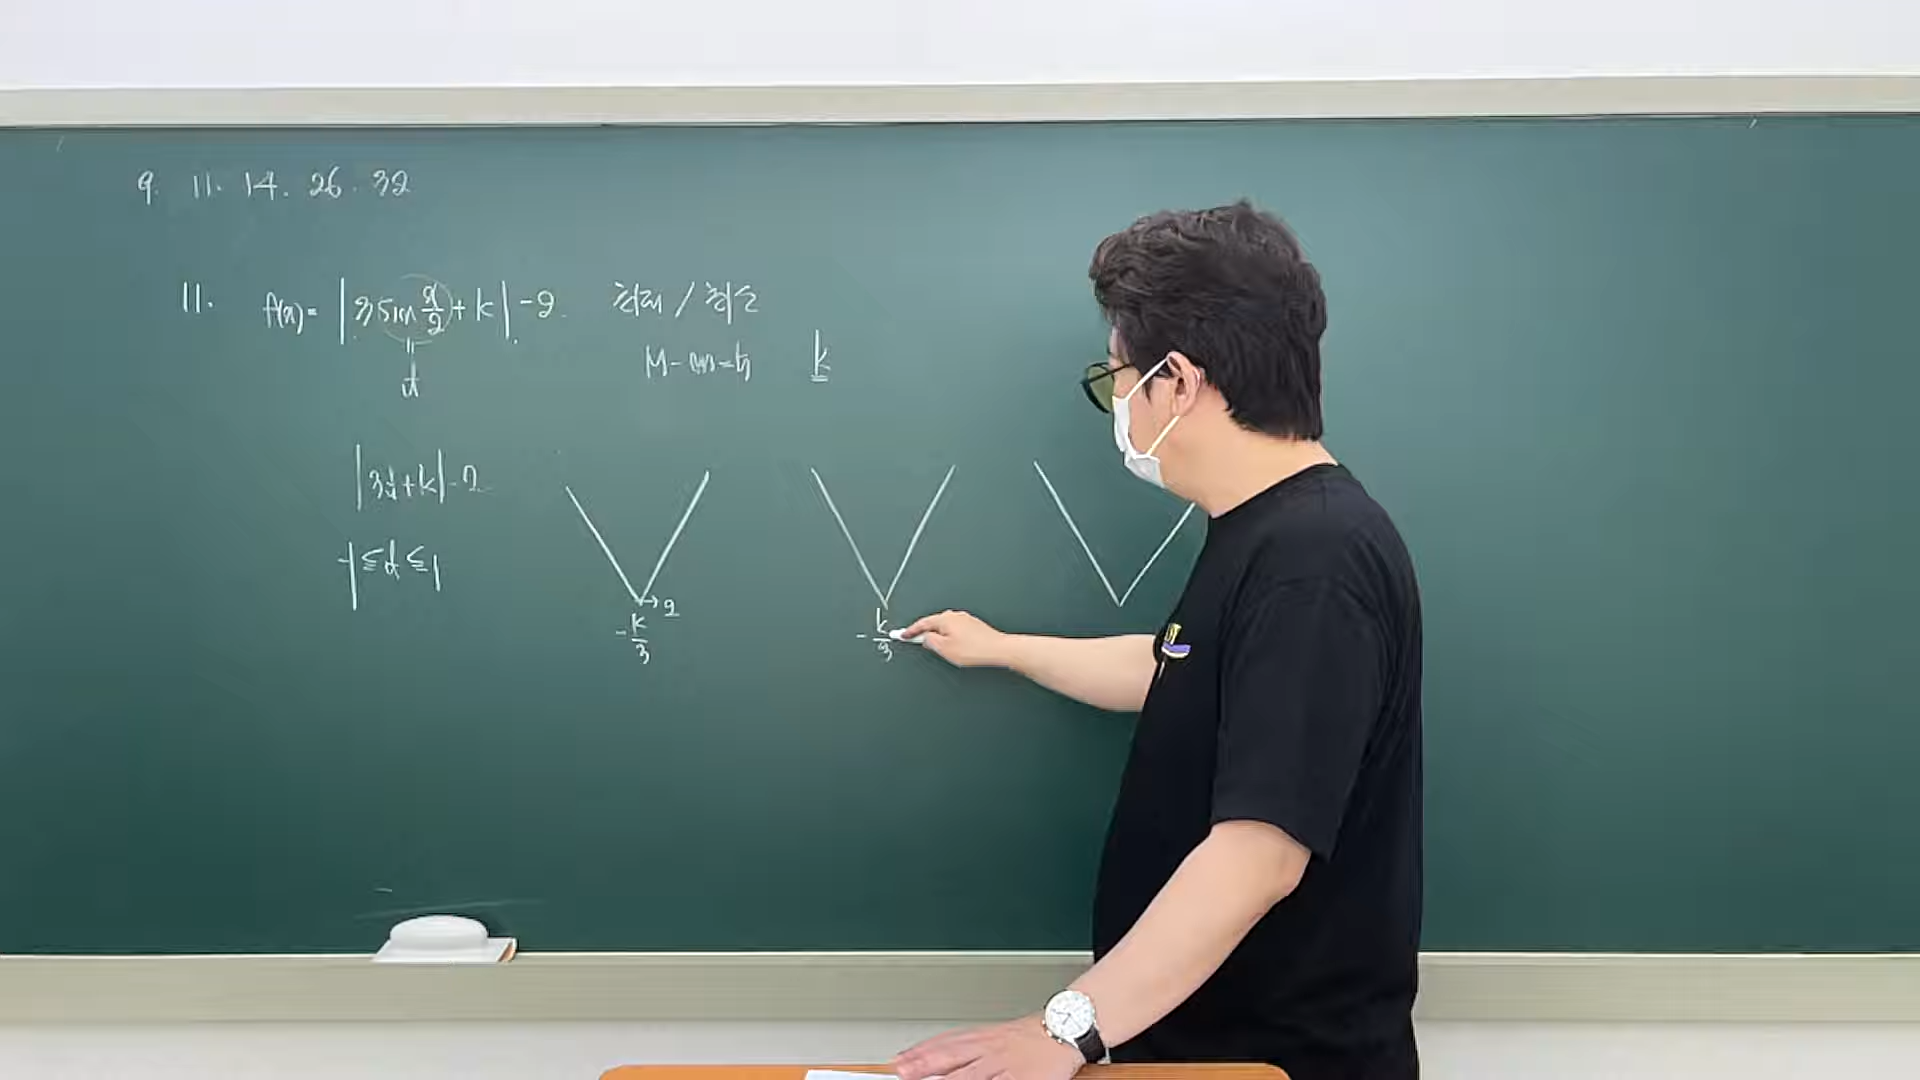 9. 11. 14. 26. 32
11. f(x)= |3sin x/2 + k| -2. 최대 / 최소
t M-m=5 k
|3t+k|-2
-1≤t≤1
→2
-k/3 -k/3